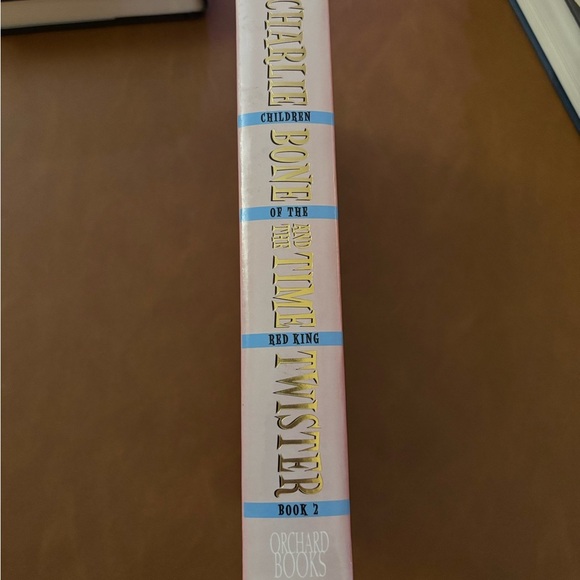 CHARLIE BONE AND THE TIME TWISTER
CHILDREN
OF THE
RED KING
BOOK 2
ORCHARD
BOOKS